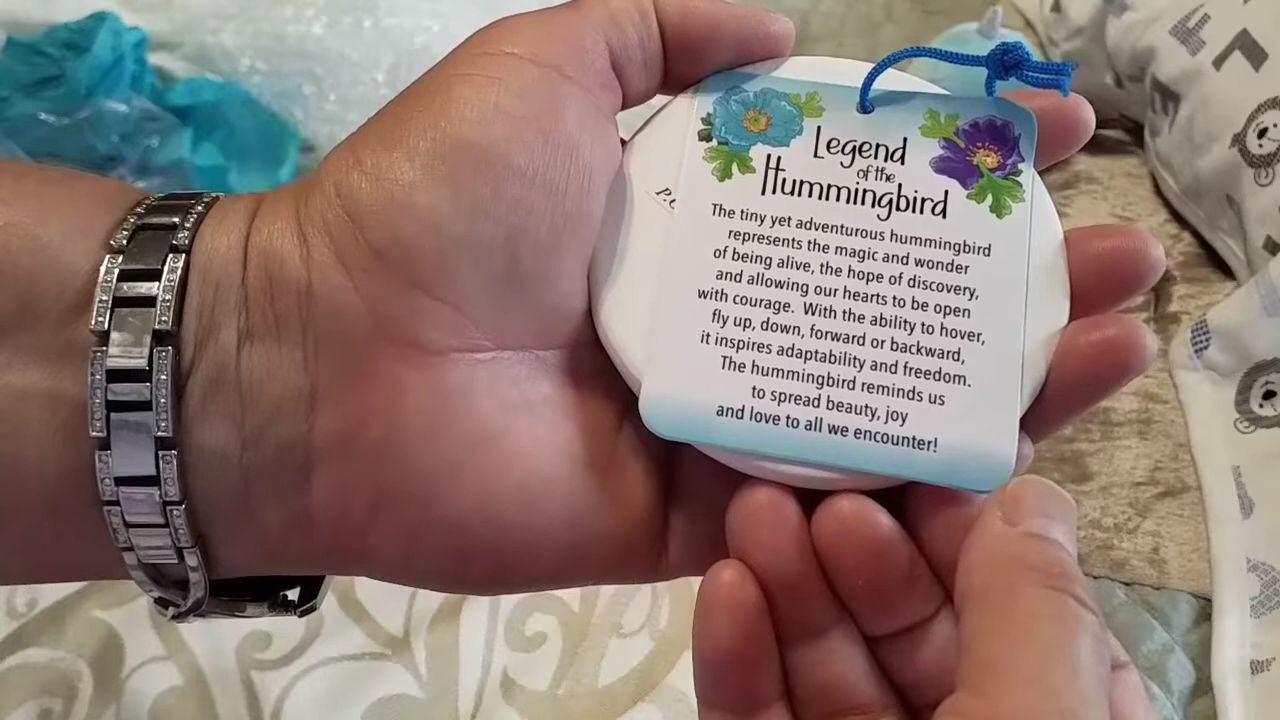 Legend
of the
Hummingbird
The tiny yet adventurous hummingbird
represents the magic and wonder
of being alive, the hope of discovery,
and allowing our hearts to be open
with courage. With the ability to hover,
fly up, down, forward or backward,
it inspires adaptability and freedom.
The hummingbird reminds us
to spread beauty, joy
and love to all we encounter!